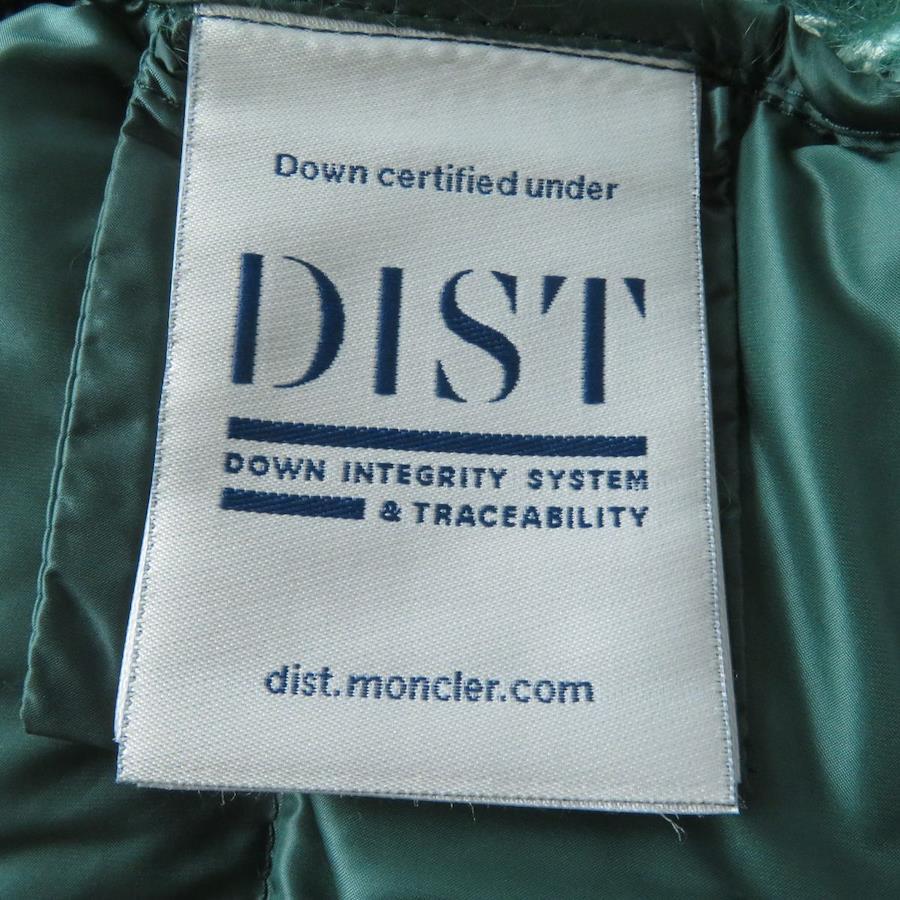 Down certified under
DIST
DOWN INTEGRITY SYSTEM
& TRACEABILITY
dist.moncler.com